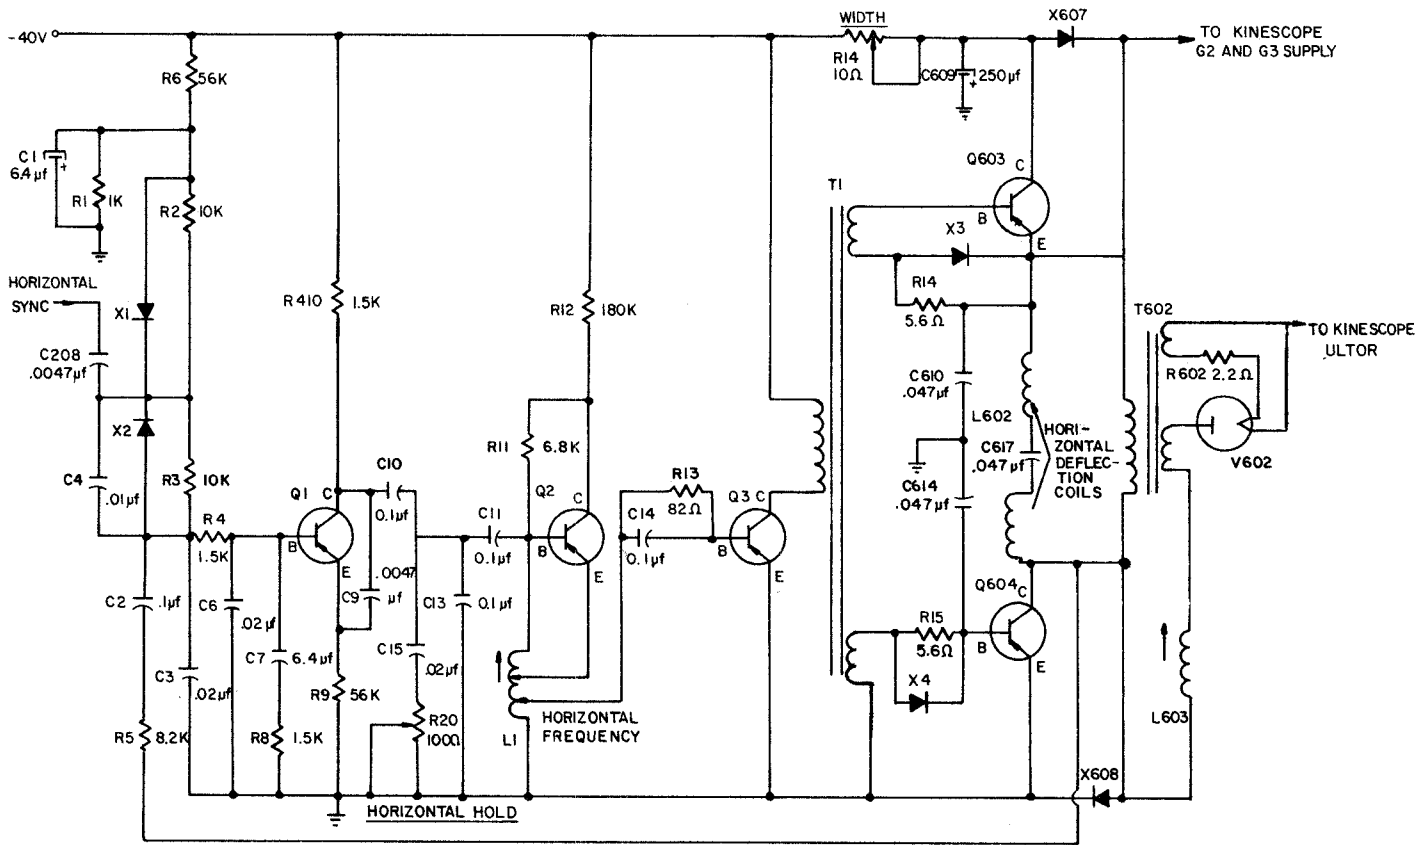 -40V
R6 56K
C1
6.4µf
+
R1 1K
R2 10K
HORIZONTAL
SYNC
X1
C208
.0047µf
X2
C4
.01µf
R3 10K
R4
1.5K
C2 .1µf
C6
.02µf
C7 6.4µf
C3
.02µf
R5 8.2K
R8 1.5K
R410 1.5K
Q1
C
B
E
C9
.0047
µf
R9 56K
C10
0.1µf
C11
0.1µf
C13 0.1µf
C15
.02µf
R20
100Ω
HORIZONTAL HOLD
R12 180K
R11 6.8K
Q2
C
B
E
L1
HORIZONTAL
FREQUENCY
R13
82Ω
C14
0.1µf
Q3
C
B
E
T1
WIDTH
R14
10Ω
C609
+
250µf
X607
TO KINESCOPE
G2 AND G3 SUPPLY
Q603
C
B
E
X3
R14
5.6Ω
C610
.047µf
L602
C617
.047µf
C614
.047µf
HORI-
ZONTAL
DEFLEC-
TION
COILS
Q604
C
B
E
R15
5.6Ω
X4
T602
TO KINESCOPE
ULTOR
R602 2.2Ω
V602
L603
X608